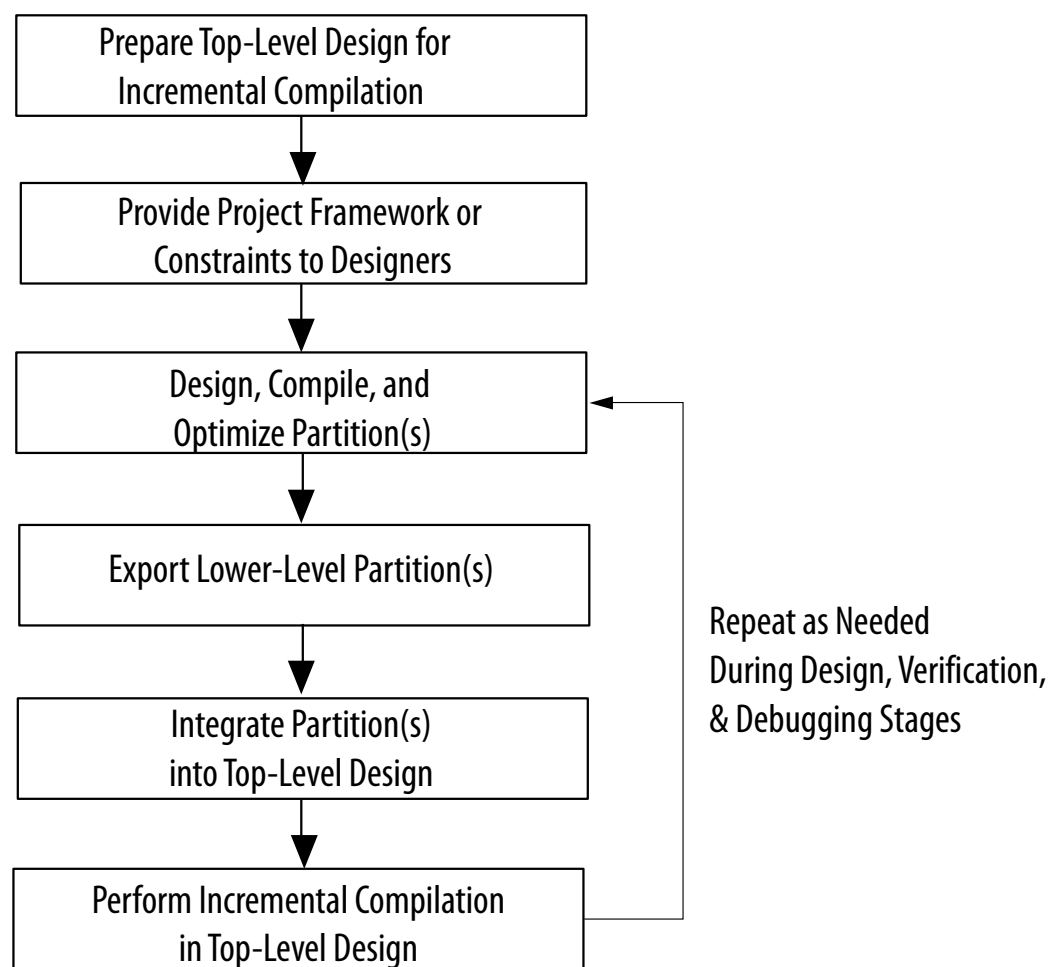 Prepare Top-Level Design for
Incremental Compilation
Provide Project Framework or
Constraints to Designers
Design, Compile, and
Optimize Partition(s)
Export Lower-Level Partition(s)
Repeat as Needed
During Design, Verification,
& Debugging Stages
Integrate Partition(s)
into Top-Level Design
Perform Incremental Compilation
in Top-Level Design